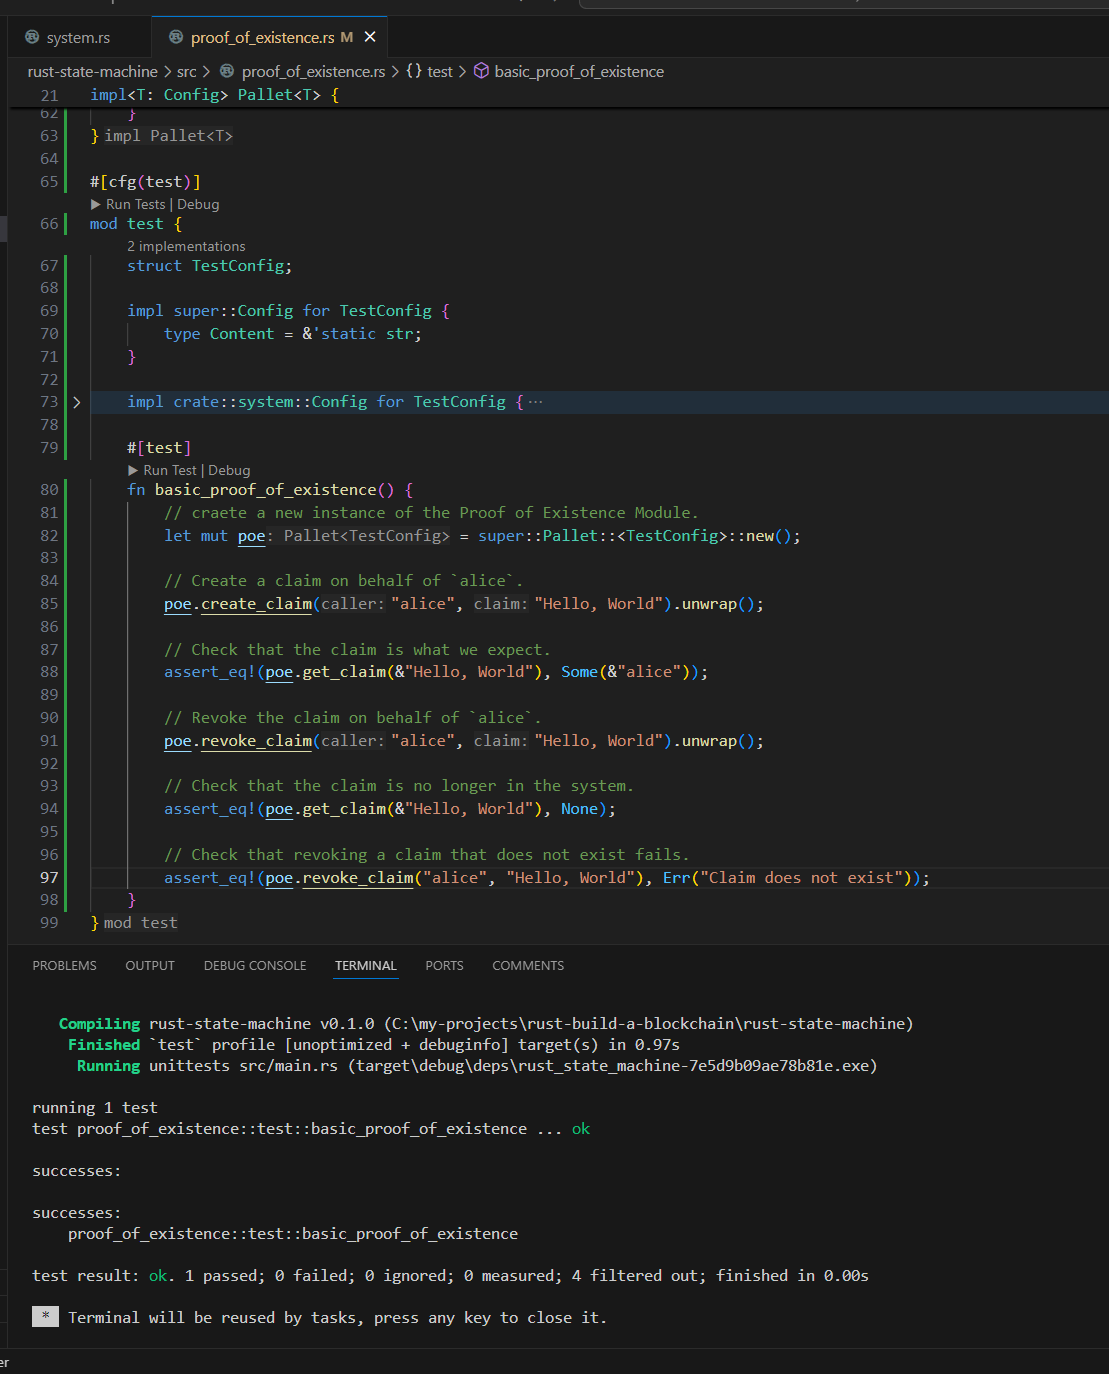 system.rs
proof_of_existence.rs M
rust-state-machine > src > proof_of_existence.rs > {} test > basic_proof_of_existence
21 impl<T: Config> Pallet<T> {
62 }
63 } impl Pallet<T>
64
65 #[cfg(test)]
Run Tests | Debug
66 mod test {
2 implementations
67 struct TestConfig;
68
69 impl super::Config for TestConfig {
70 type Content = &'static str;
71 }
72
73 impl crate::system::Config for TestConfig {···
78
79 #[test]
Run Test | Debug
80 fn basic_proof_of_existence() {
81 // craete a new instance of the Proof of Existence Module.
82 let mut poe: Pallet<TestConfig> = super::Pallet::<TestConfig>::new();
83
84 // Create a claim on behalf of `alice`.
85 poe.create_claim(caller: "alice", claim: "Hello, World").unwrap();
86
87 // Check that the claim is what we expect.
88 assert_eq!(poe.get_claim(&"Hello, World"), Some(&"alice"));
89
90 // Revoke the claim on behalf of `alice`.
91 poe.revoke_claim(caller: "alice", claim: "Hello, World").unwrap();
92
93 // Check that the claim is no longer in the system.
94 assert_eq!(poe.get_claim(&"Hello, World"), None);
95
96 // Check that revoking a claim that does not exist fails.
97 assert_eq!(poe.revoke_claim("alice", "Hello, World"), Err("Claim does not exist"));
98 }
99 } mod test
PROBLEMS OUTPUT DEBUG CONSOLE TERMINAL PORTS COMMENTS
Compiling rust-state-machine v0.1.0 (C:\my-projects\rust-build-a-blockchain\rust-state-machine)
Finished `test` profile [unoptimized + debuginfo] target(s) in 0.97s
Running unittests src/main.rs (target\debug\deps\rust_state_machine-7e5d9b09ae78b81e.exe)
running 1 test
test proof_of_existence::test::basic_proof_of_existence ... ok
successes:
successes:
proof_of_existence::test::basic_proof_of_existence
test result: ok. 1 passed; 0 failed; 0 ignored; 0 measured; 4 filtered out; finished in 0.00s
* Terminal will be reused by tasks, press any key to close it.
er